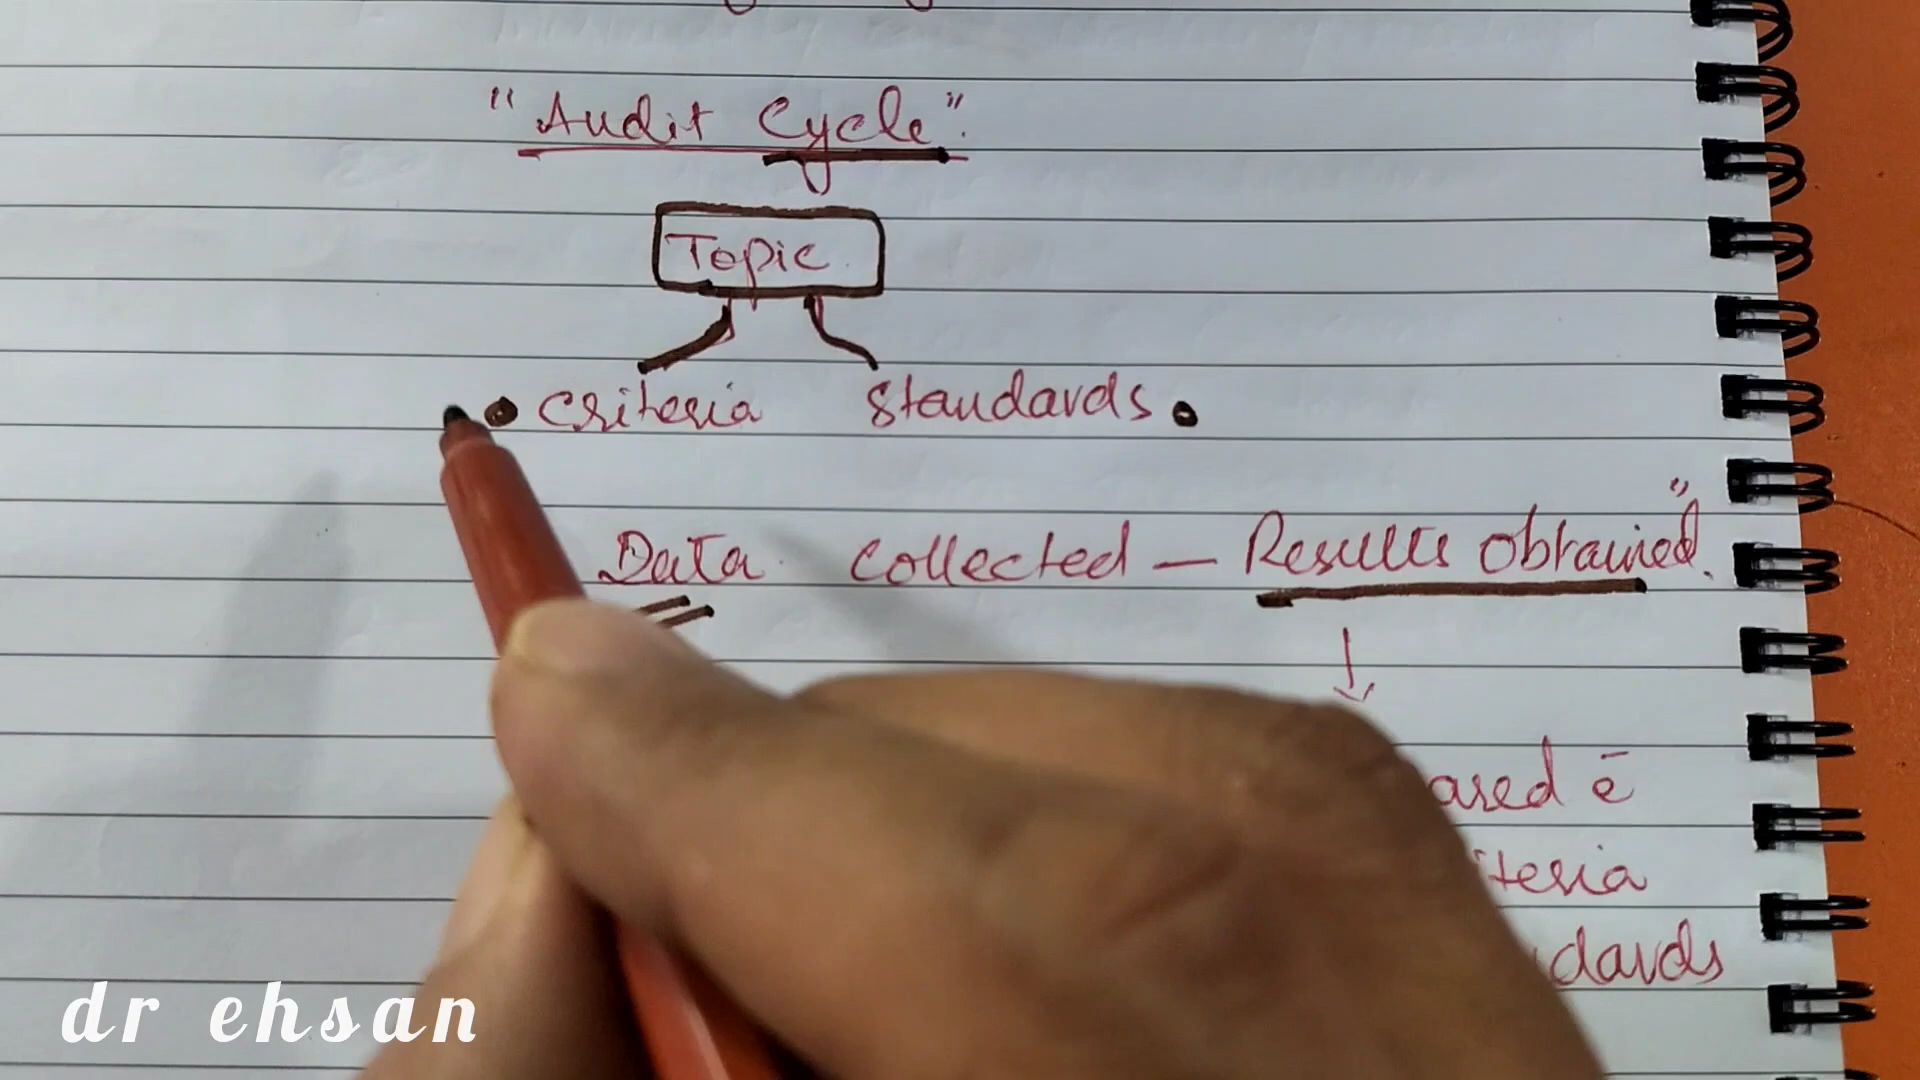 "Audit Cycle".
Topic
• Criteria Standards •
Data collected — Results obtained".
ē
dr ehsan